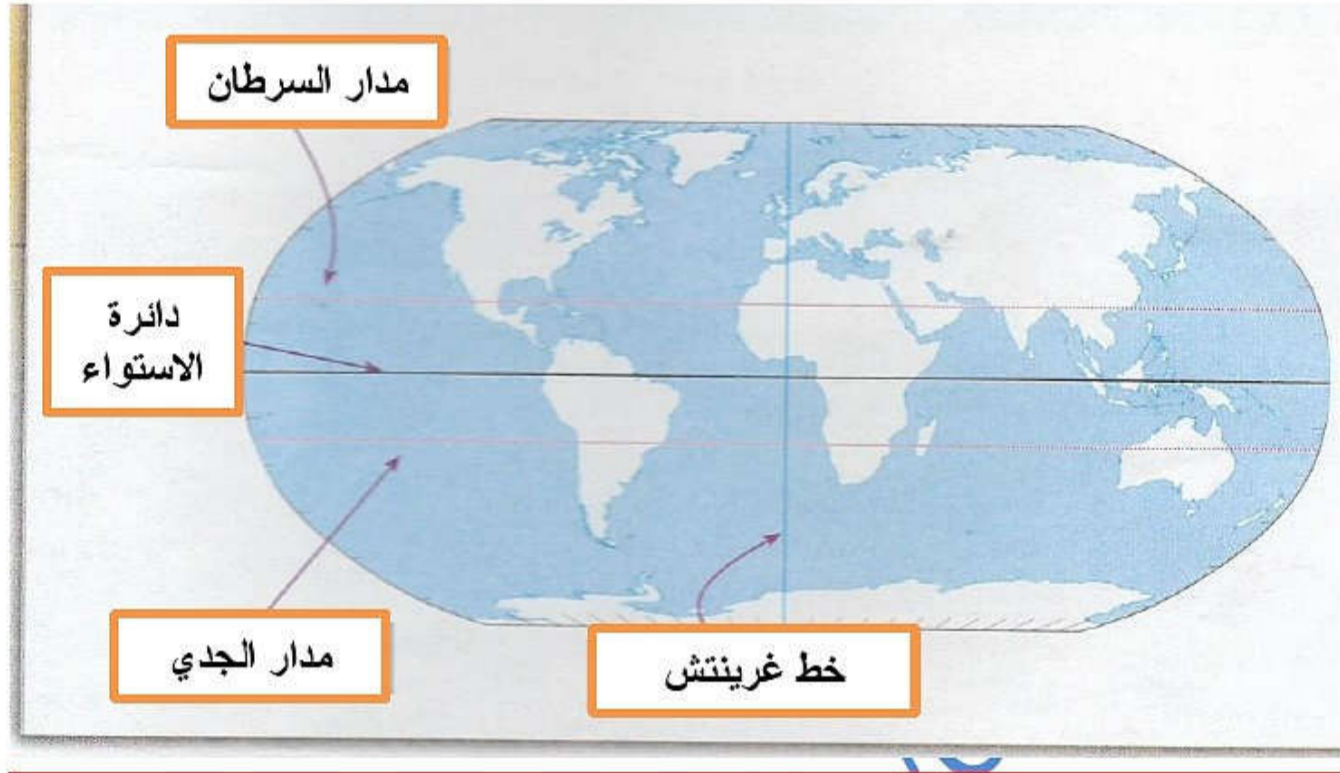 مدار السرطان
دائرة
الاستواء
مدار الجدي
خط غرينتش